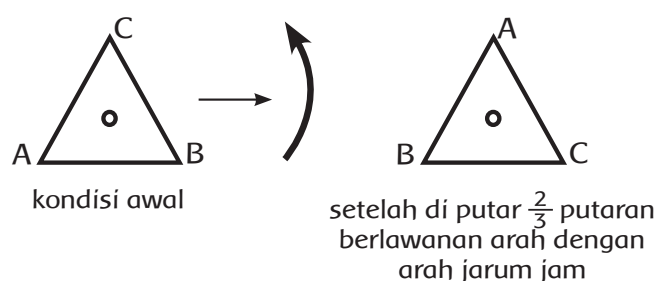 C
A
B
kondisi awal
A
B
C
setelah di putar 2/3 putaran
berlawanan arah dengan
arah jarum jam